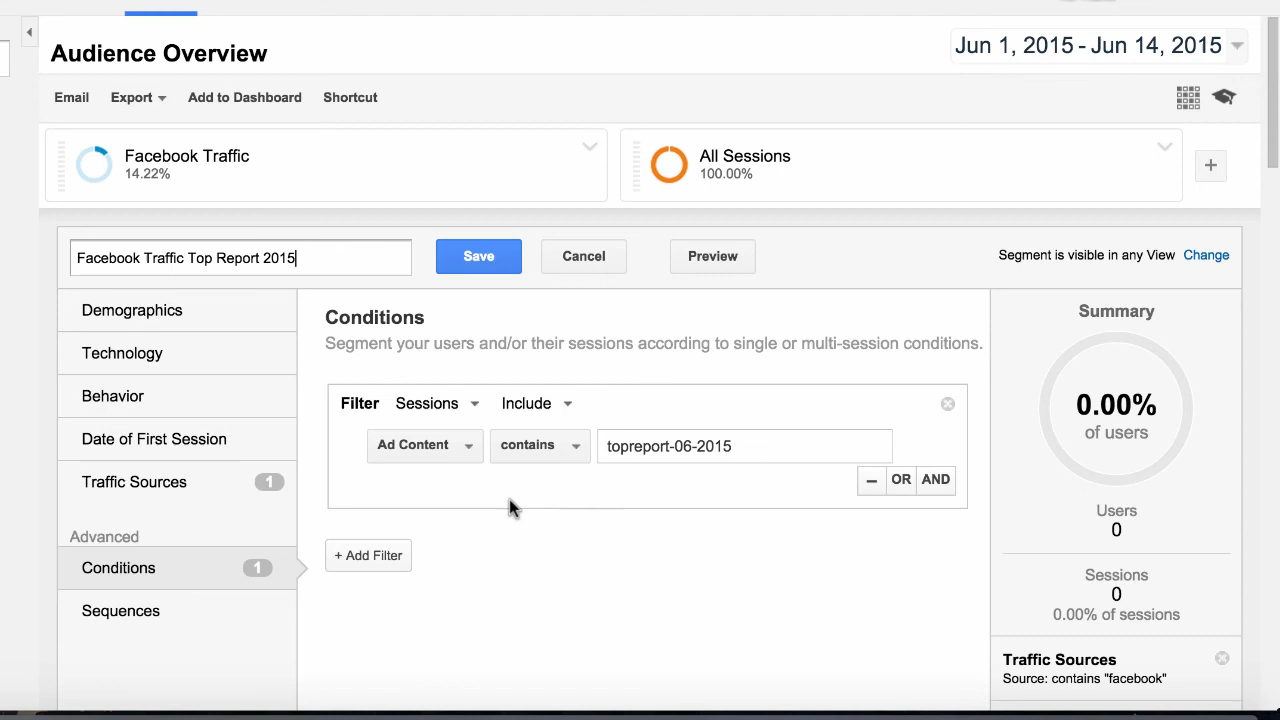 Audience Overview
Jun 1, 2015 - Jun 14, 2015
Email Export Add to Dashboard Shortcut
Facebook Traffic
14.22%
All Sessions
100.00%
+
Facebook Traffic Top Report 2015
Save Cancel Preview
Segment is visible in any View Change
Demographics
Technology
Behavior
Date of First Session
Traffic Sources 1
Advanced
Conditions 1
Sequences
Conditions
Segment your users and/or their sessions according to single or multi-session conditions.
Filter Sessions Include
Ad Content contains topreport-06-2015
– OR AND
+ Add Filter
Summary
0.00%
of users
Users
0
Sessions
0
0.00% of sessions
Traffic Sources
Source: contains "facebook"